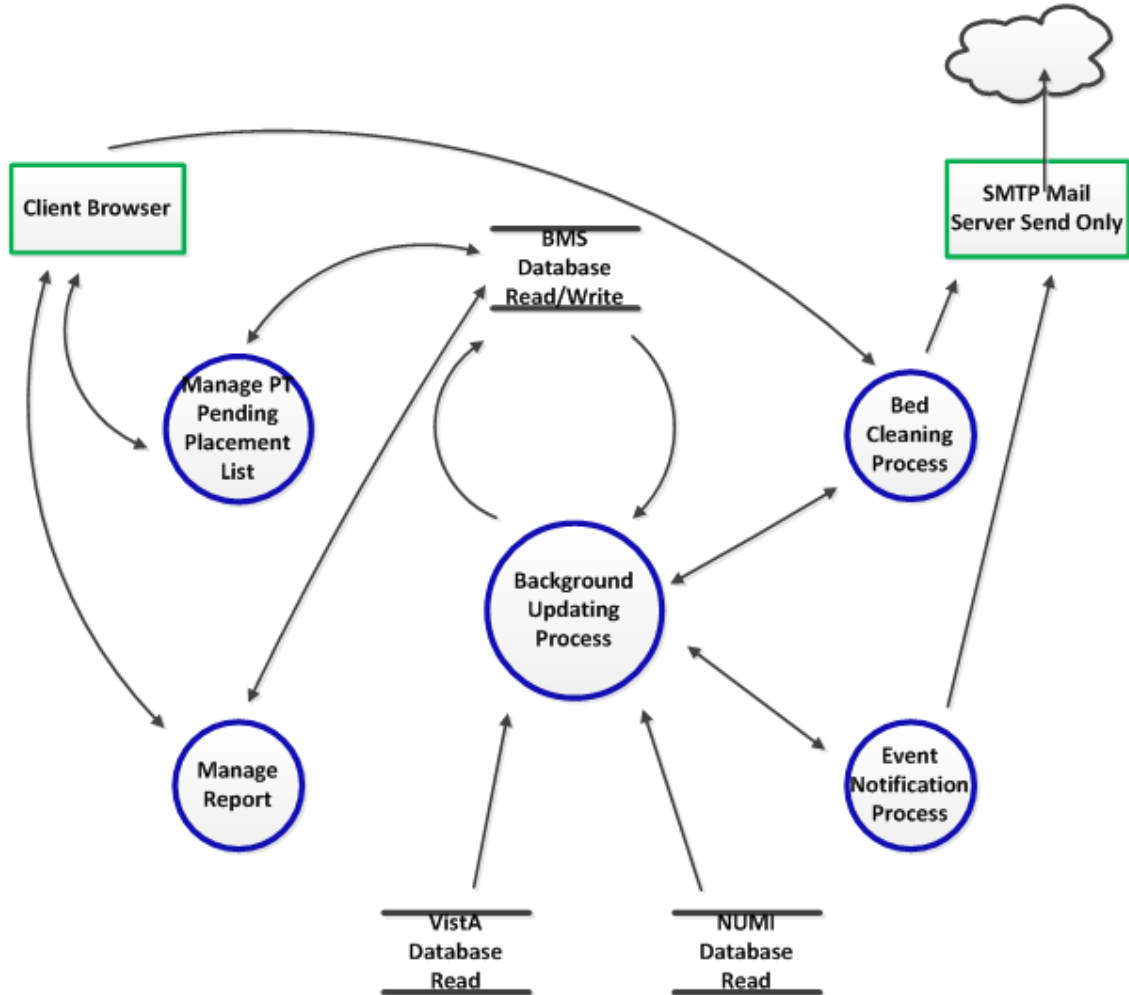 Client Browser
SMTP Mail
Server Send Only
BMS
Database
Read/Write
Manage PT
Pending
Placement
List
Bed
Cleaning
Process
Background
Updating
Process
Manage
Report
Event
Notification
Process
VistA
Database
Read
NUMI
Database
Read